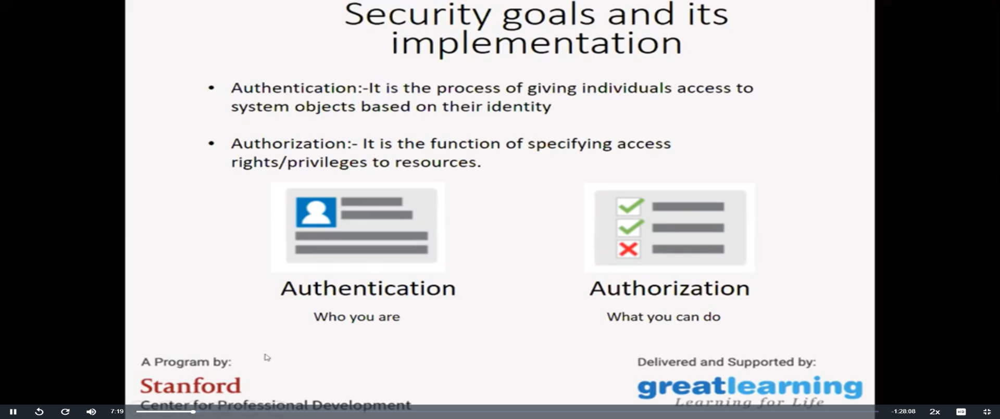 Security goals and its
implementation
• Authentication:-It is the process of giving individuals access to
system objects based on their identity
• Authorization:- It is the function of specifying access
rights/privileges to resources.
Authentication
Who you are
Authorization
What you can do
A Program by:
Stanford
Center for Professional Development
Delivered and Supported by:
greatlearning
Learning for Life
7:19
-1:28:08
2x
HD